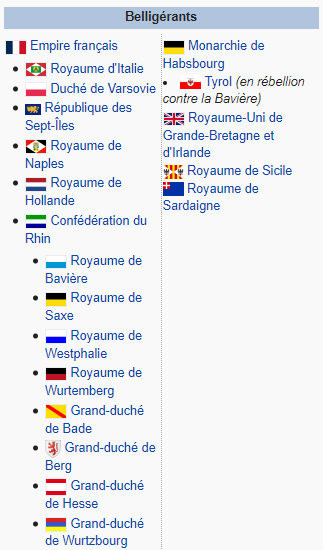 Belligérants
Empire français
Royaume d'Italie
Duché de Varsovie
République des
Sept-Îles
Royaume de
Naples
Royaume de
Hollande
Confédération du
Rhin
Royaume de
Bavière
Royaume de
Saxe
Royaume de
Westphalie
Royaume de
Wurtemberg
Grand-duché
de Bade
Grand-duché de
Berg
Grand-duché
de Hesse
Grand-duché
de Wurtzbourg
Monarchie de
Habsbourg
Tyrol (en rébellion
contre la Bavière)
Royaume-Uni de
Grande-Bretagne et
d'Irlande
Royaume de Sicile
Royaume de
Sardaigne